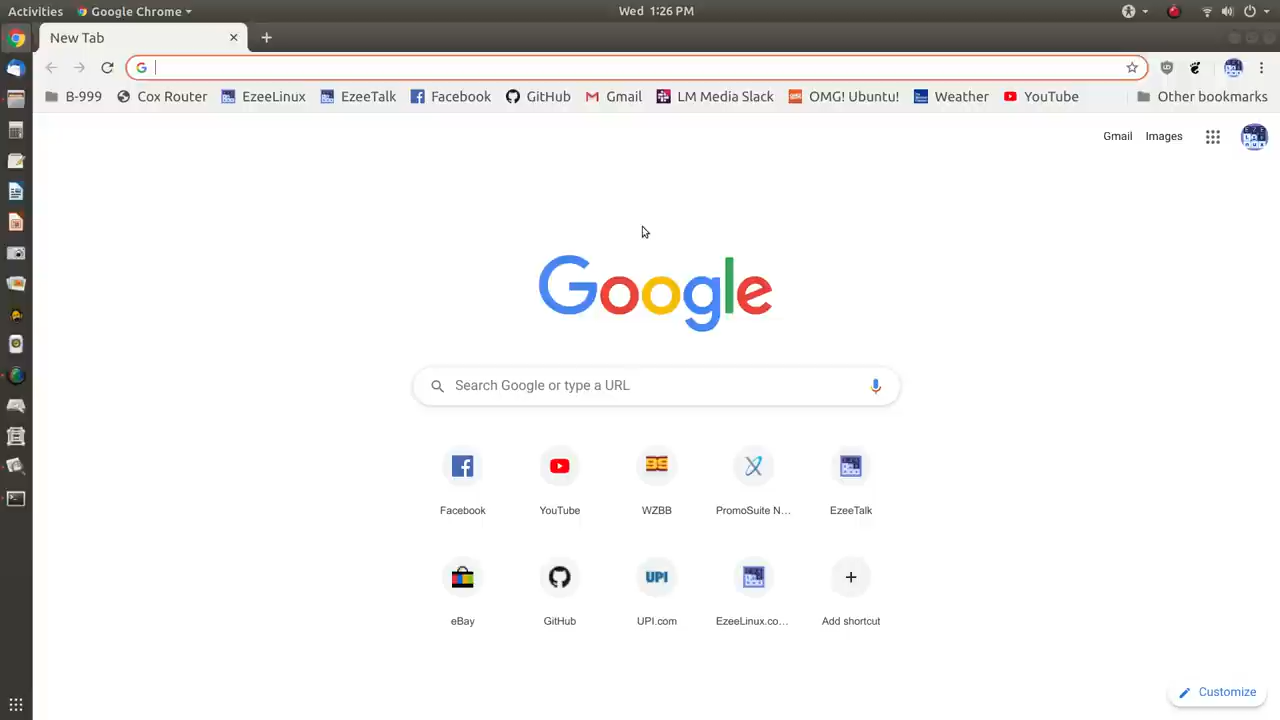 Activities Google Chrome Wed 1:26 PM
New Tab
B-999 Cox Router EzeeLinux EzeeTalk Facebook GitHub Gmail LM Media Slack OMG! Ubuntu! Weather YouTube Other bookmarks
Gmail Images
Google
Search Google or type a URL
Facebook YouTube WZBB PromoSuite N... EzeeTalk
UPI
eBay GitHub UPI.com EzeeLinux.co... Add shortcut
Customize